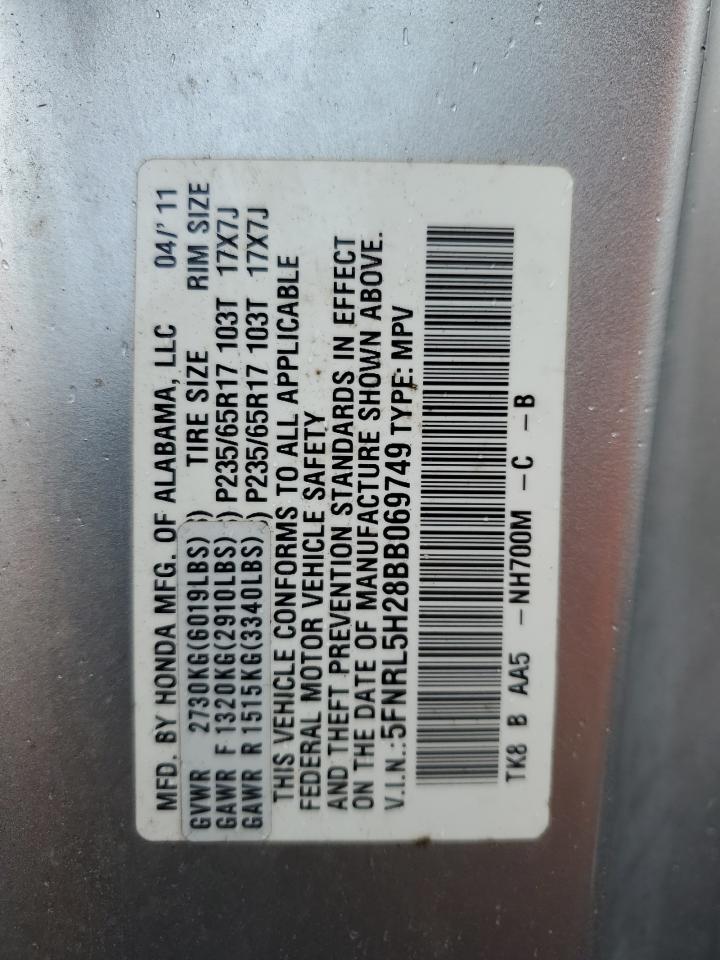 MFD. BY HONDA MFG. OF ALABAMA, LLC 04/'11
GVWR 2730KG(6019LBS) TIRE SIZE RIM SIZE
GAWR F 1320KG(2910LBS) P235/65R17 103T 17X7J
GAWR R 1515KG(3340LBS) P235/65R17 103T 17X7J
THIS VEHICLE CONFORMS TO ALL APPLICABLE
FEDERAL MOTOR VEHICLE SAFETY
AND THEFT PREVENTION STANDARDS IN EFFECT
ON THE DATE OF MANUFACTURE SHOWN ABOVE.
V.I.N.:5FNRL5H28BB069749 TYPE: MPV
TK8 B AA5 -NH700M -C -B